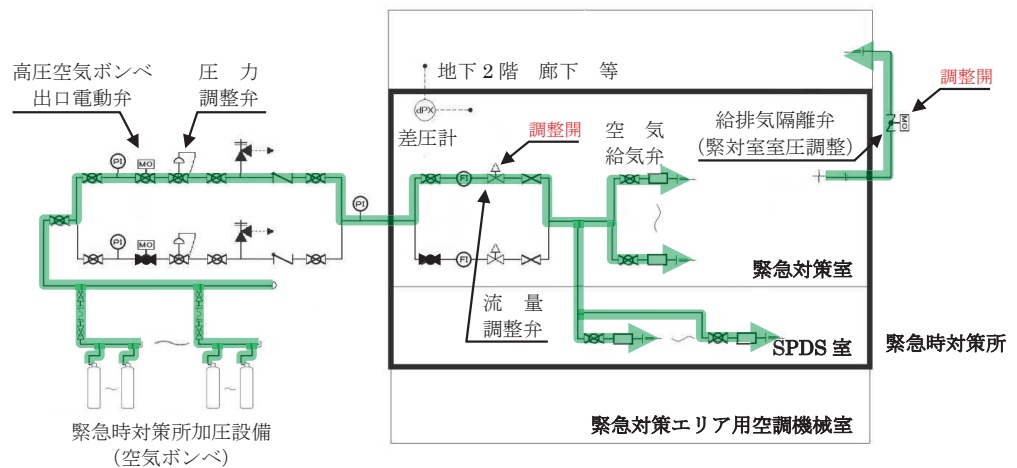 高圧空気ボンベ
出口電動弁
圧 力
調整弁
地下2階 廊下 等
dPX
差圧計
調整開
空 気
給気弁
給排気隔離弁
(緊対室室圧調整)
調整開
MO
PI
MO
PI
FI
PI
MO
FI
緊急対策室
流 量
調整弁
SPDS 室
緊急時対策所
緊急対策エリア用空調機械室
緊急時対策所加圧設備
(空気ボンベ)